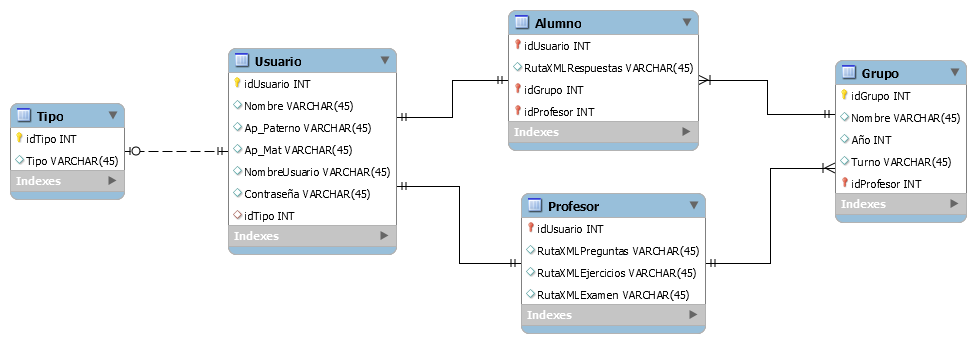 Tipo
idTipo INT
Tipo VARCHAR(45)
Indexes
Usuario
idUsuario INT
Nombre VARCHAR(45)
Ap_Paterno VARCHAR(45)
Ap_Mat VARCHAR(45)
NombreUsuario VARCHAR(45)
Contraseña VARCHAR(45)
idTipo INT
Indexes
Alumno
idUsuario INT
RutaXMLRespuestas VARCHAR(45)
idGrupo INT
idProfesor INT
Indexes
Profesor
idUsuario INT
RutaXMLPreguntas VARCHAR(45)
RutaXMLEjercicios VARCHAR(45)
RutaXMLExamen VARCHAR(45)
Indexes
Grupo
idGrupo INT
Nombre VARCHAR(45)
Año INT
Turno VARCHAR(45)
idProfesor INT
Indexes